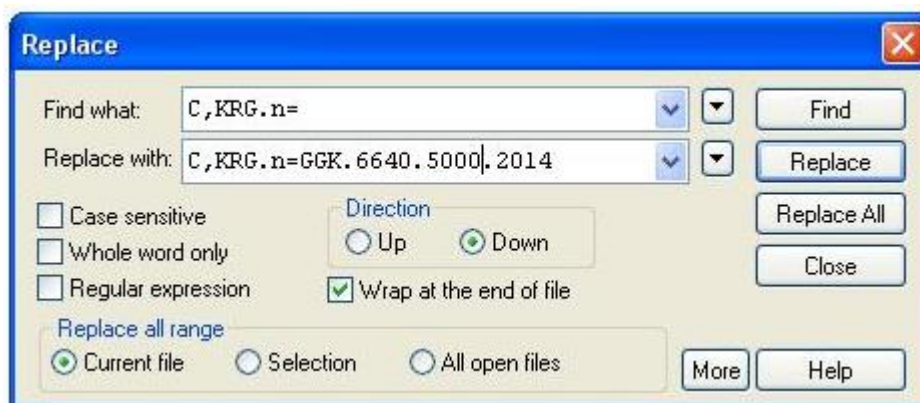 Replace
Find what: C,KRG.n= Find
Replace with: C,KRG.n=GGK.6640.5000.2014 Replace
Case sensitive Direction Replace All
Whole word only Up Down Close
Regular expression Wrap at the end of file
Replace all range
Current file Selection All open files More Help